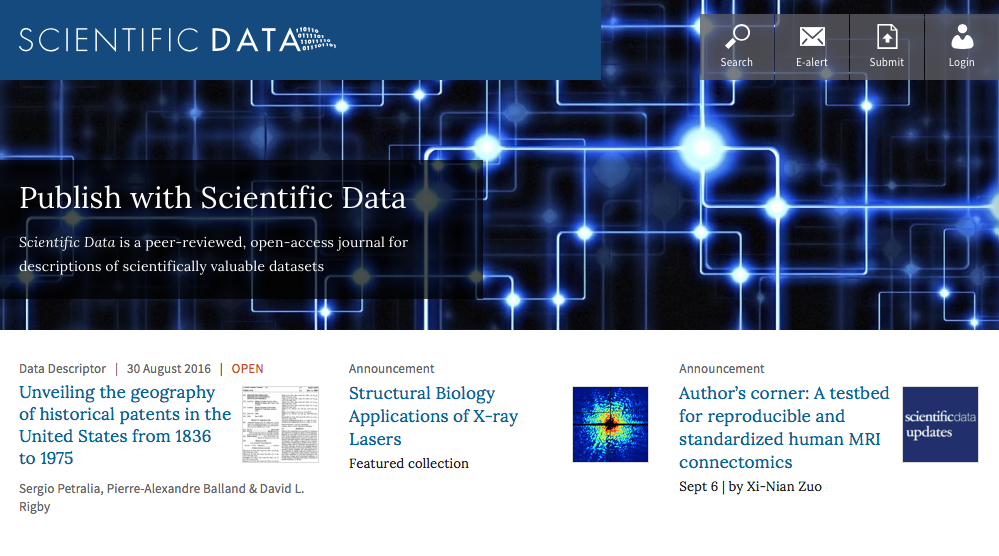 SCIENTIFIC DATA
Search
E-alert
Submit
Login
Publish with Scientific Data
Scientific Data is a peer-reviewed, open-access journal for
descriptions of scientifically valuable datasets
Data Descriptor | 30 August 2016 | OPEN
Unveiling the geography
of historical patents in the
United States from 1836
to 1975
Sergio Petralia, Pierre-Alexandre Balland & David L.
Rigby
Announcement
Structural Biology
Applications of X-ray
Lasers
Featured collection
Announcement
Author's corner: A testbed
for reproducible and
standardized human MRI
connectomics
Sept 6 | by Xi-Nian Zuo
scientificdata
updates